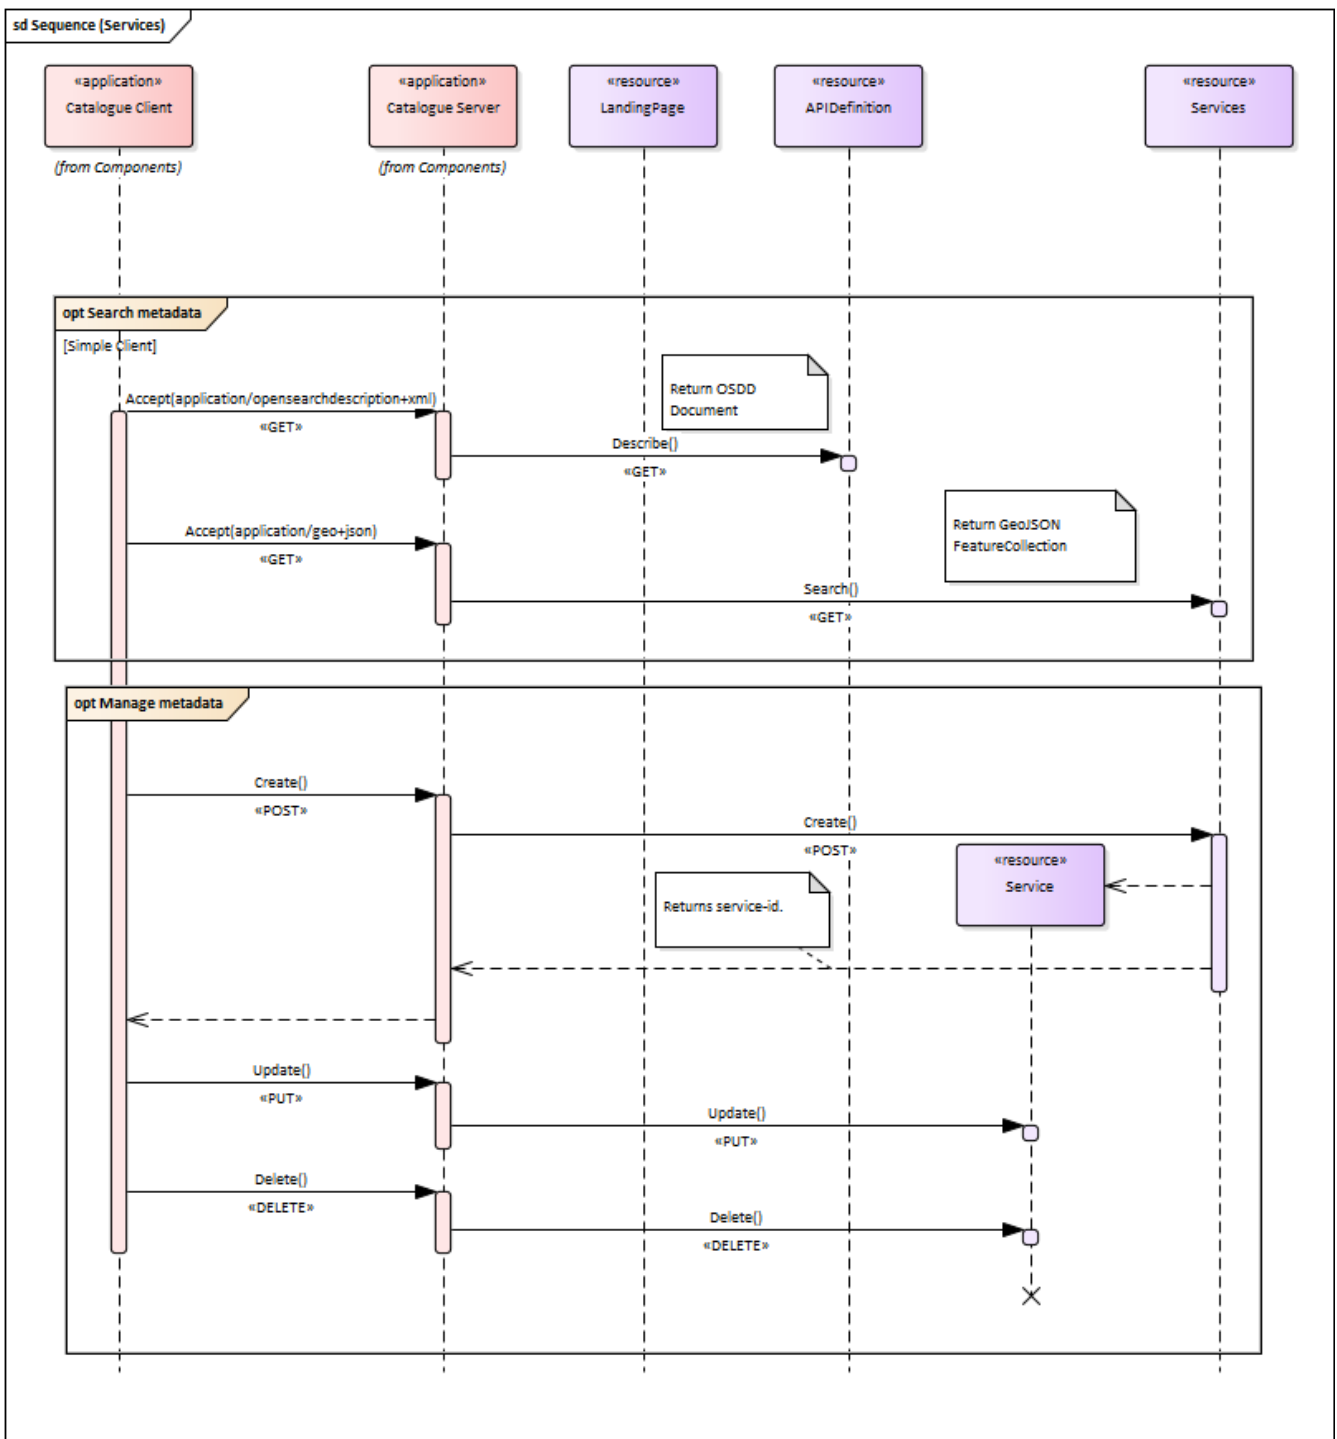 sd Sequence (Services)
«application»
Catalogue Client
(from Components)
«application»
Catalogue Server
(from Components)
«resource»
LandingPage
«resource»
APIDefinition
«resource»
Services
opt Search metadata
[Simple Client]
Return OSDD
Document
Accept(application/opensearchdescription+xml)
«GET»
Describe()
«GET»
Return GeoJSON
FeatureCollection
Accept(application/geo+json)
«GET»
Search()
«GET»
opt Manage metadata
Create()
«POST»
Create()
«POST»
«resource»
Service
Returns service-id.
Update()
«PUT»
Update()
«PUT»
Delete()
«DELETE»
Delete()
«DELETE»